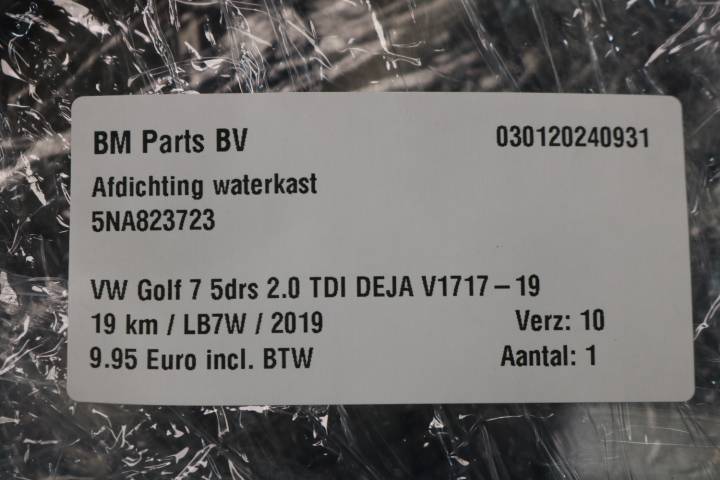 BM Parts BV 030120240931
Afdichting waterkast
5NA823723
VW Golf 7 5drs 2.0 TDI DEJA V1717-19
19 km / LB7W / 2019 Verz: 10
9.95 Euro incl. BTW Aantal: 1